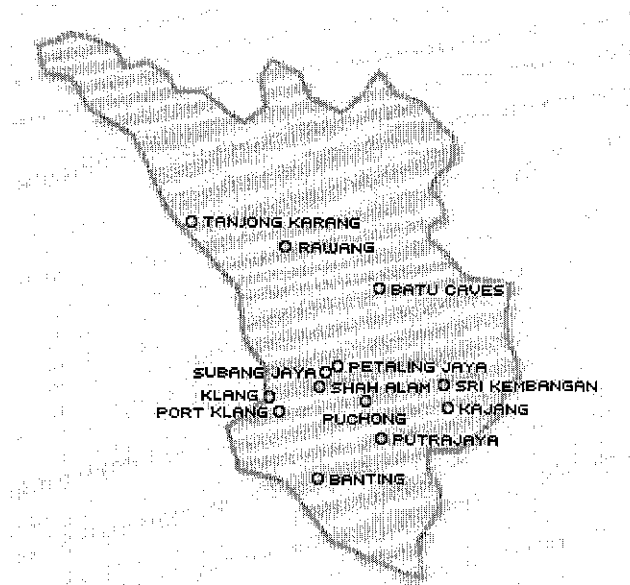 TANJONG KARANG
RAWANG
BATU CAVES
PETALING JAYA
SUBANG JAYA
SHAH ALAM
SRI KEMBANGAN
KLANG
PORT KLANG
KAJANG
PUCHONG
PUTRAJAYA
BANTING